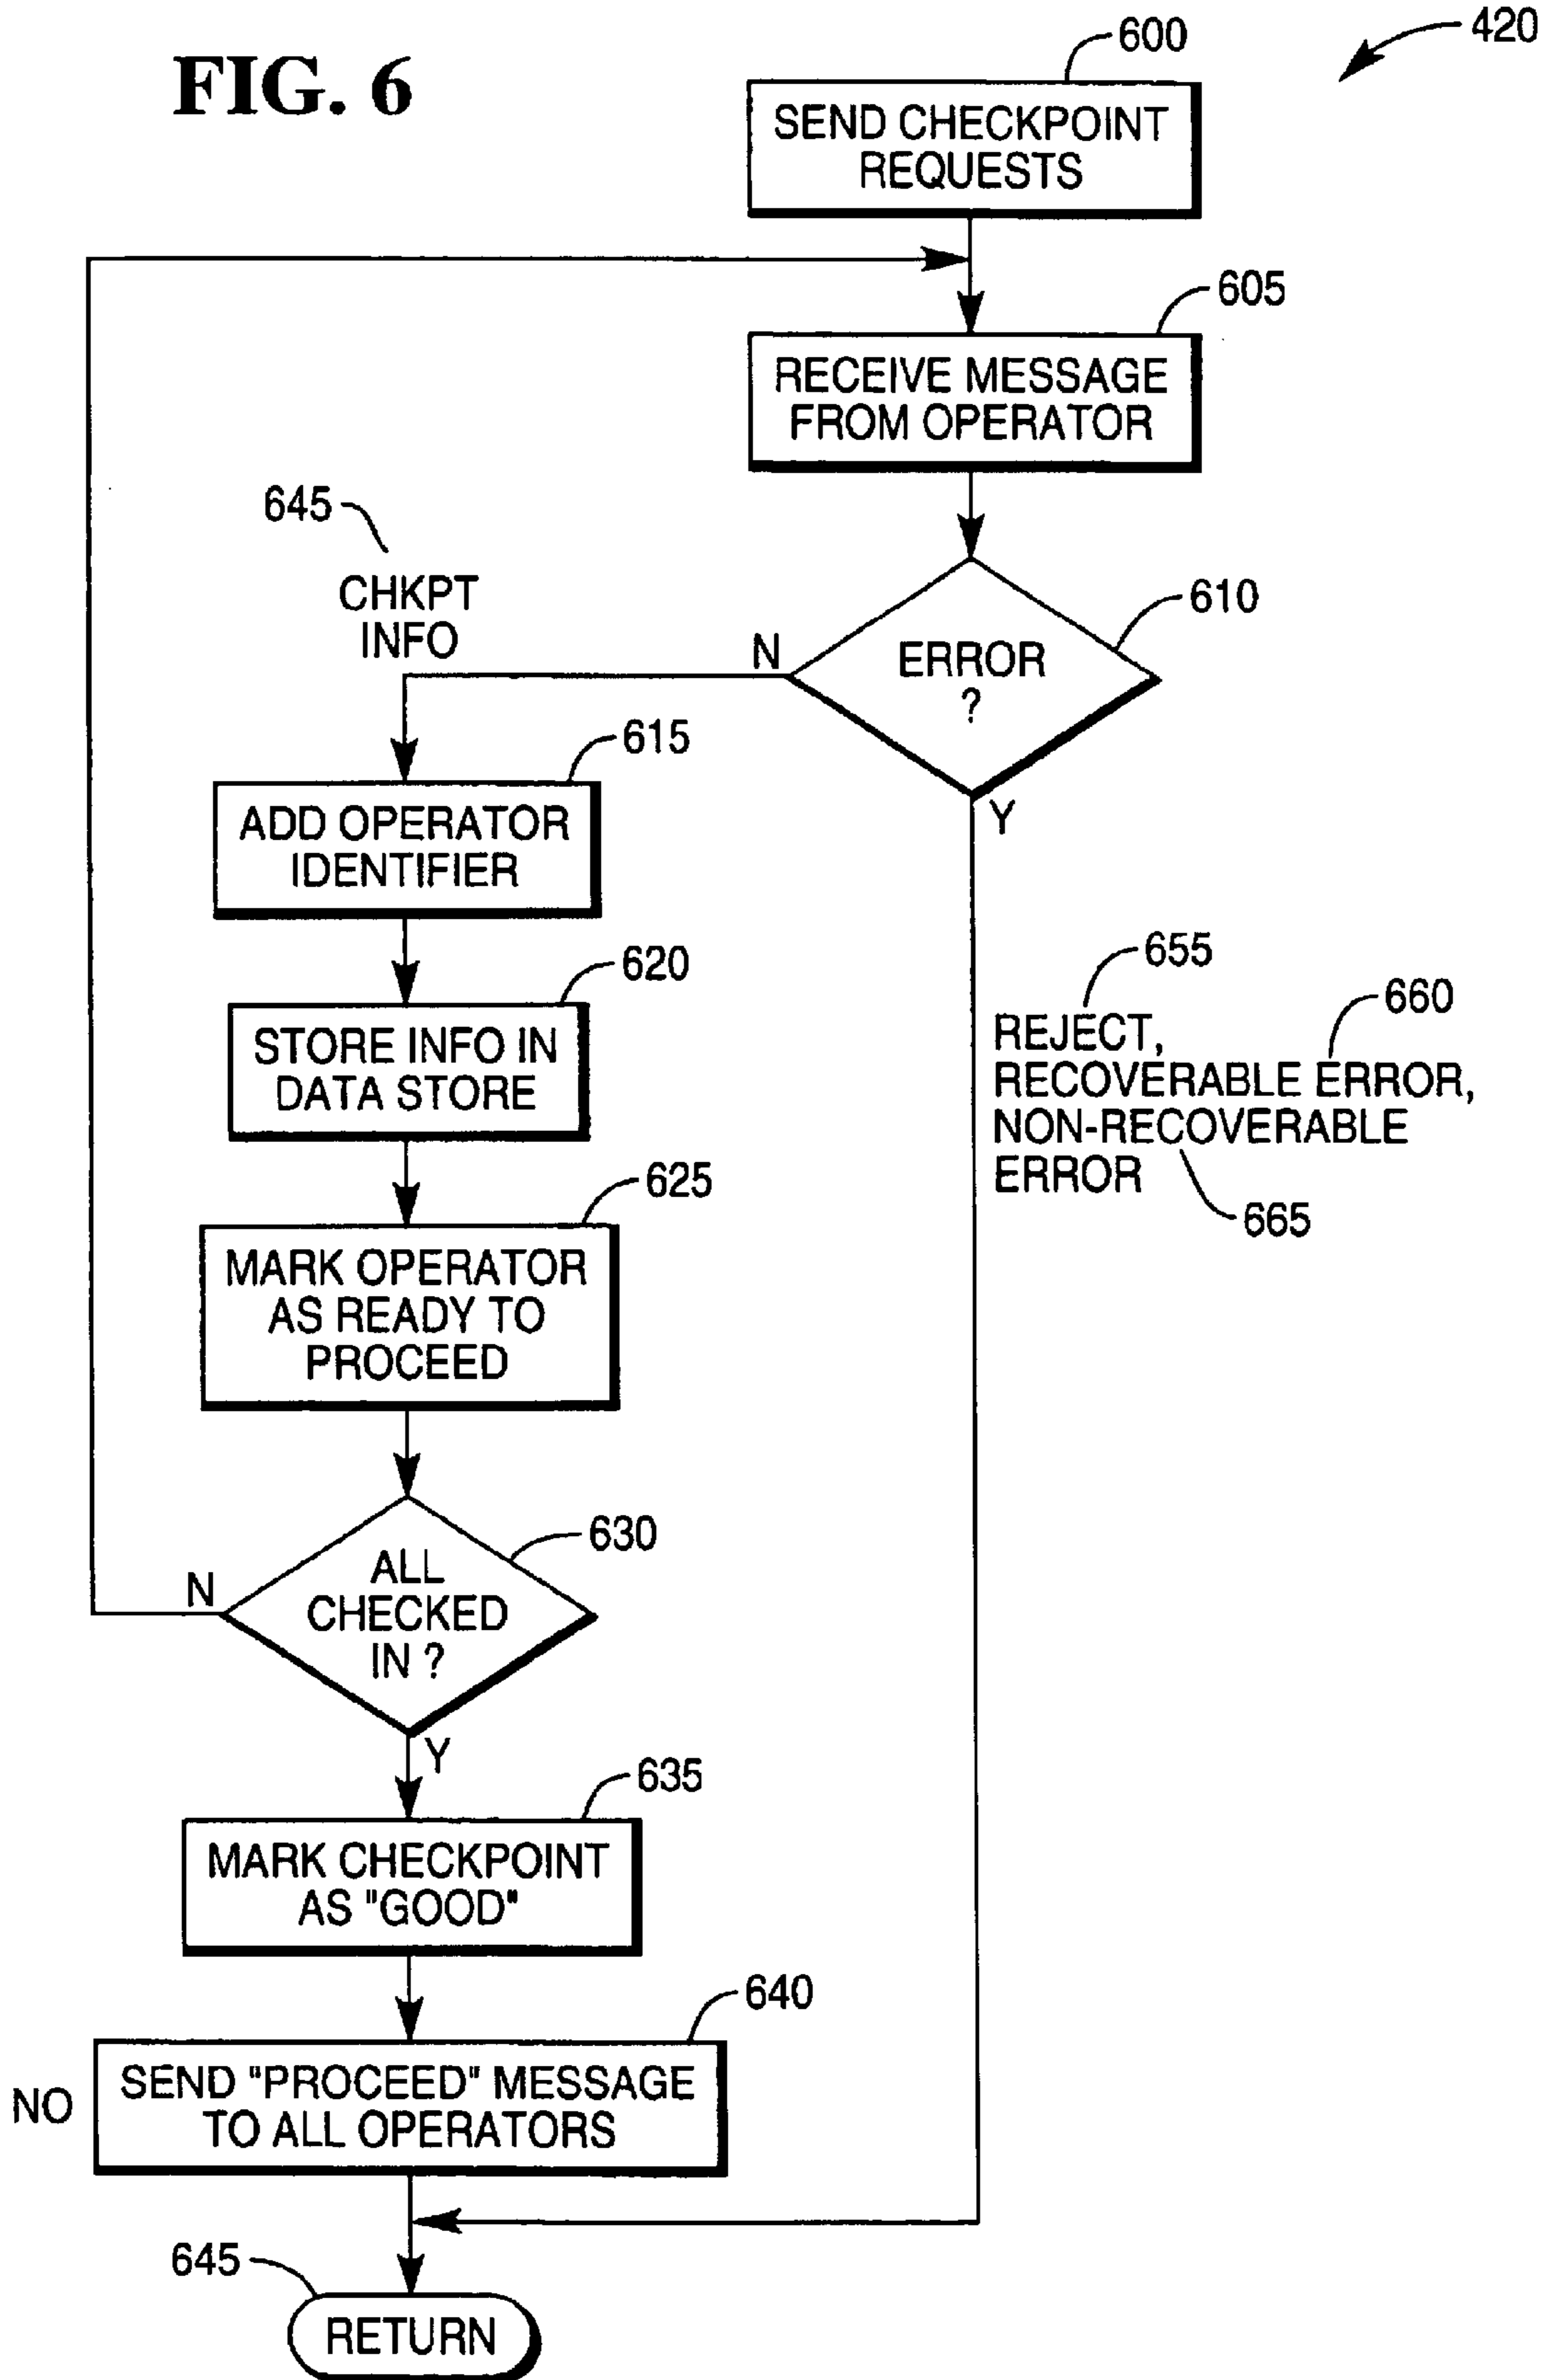 FIG. 6
600
420
SEND CHECKPOINT
REQUESTS
605
RECEIVE MESSAGE
FROM OPERATOR
645
CHKPT
INFO
610
N
ERROR
?
Y
615
ADD OPERATOR
IDENTIFIER
620
STORE INFO IN
DATA STORE
655
660
REJECT,
RECOVERABLE ERROR,
NON-RECOVERABLE
ERROR
665
625
MARK OPERATOR
AS READY TO
PROCEED
630
N
ALL
CHECKED
IN ?
Y
635
MARK CHECKPOINT
AS "GOOD"
640
NO
SEND "PROCEED" MESSAGE
TO ALL OPERATORS
645
RETURN